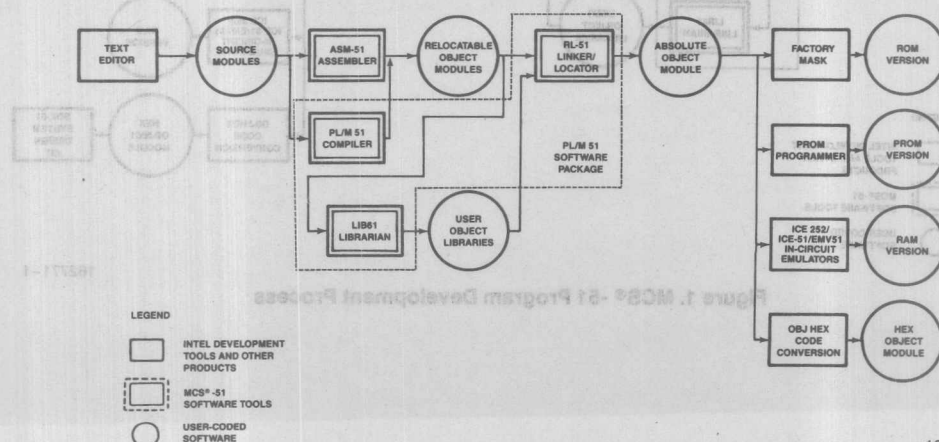 TEXT
EDITOR
SOURCE
MODULES
ASM-51
ASSEMBLER
RELOCATABLE
OBJECT
MODULES
RL-51
LINKER/
LOCATOR
ABSOLUTE
OBJECT
MODULE
FACTORY
MASK
ROM
VERSION
PL/M 51
COMPILER
PL/M 51
SOFTWARE
PACKAGE
PROM
PROGRAMMER
PROM
VERSION
LIB51
LIBRARIAN
USER
OBJECT
LIBRARIES
ICE 252/
ICE-51/EMV51
IN-CIRCUIT
EMULATORS
RAM
VERSION
162771-1
Figure 1. MCS® -51 Program Development Process
OBJ HEX
CODE
CONVERSION
HEX
OBJECT
MODULE
LEGEND
INTEL DEVELOPMENT
TOOLS AND OTHER
PRODUCTS
MCS® -51
SOFTWARE TOOLS
USER-CODED
SOFTWARE